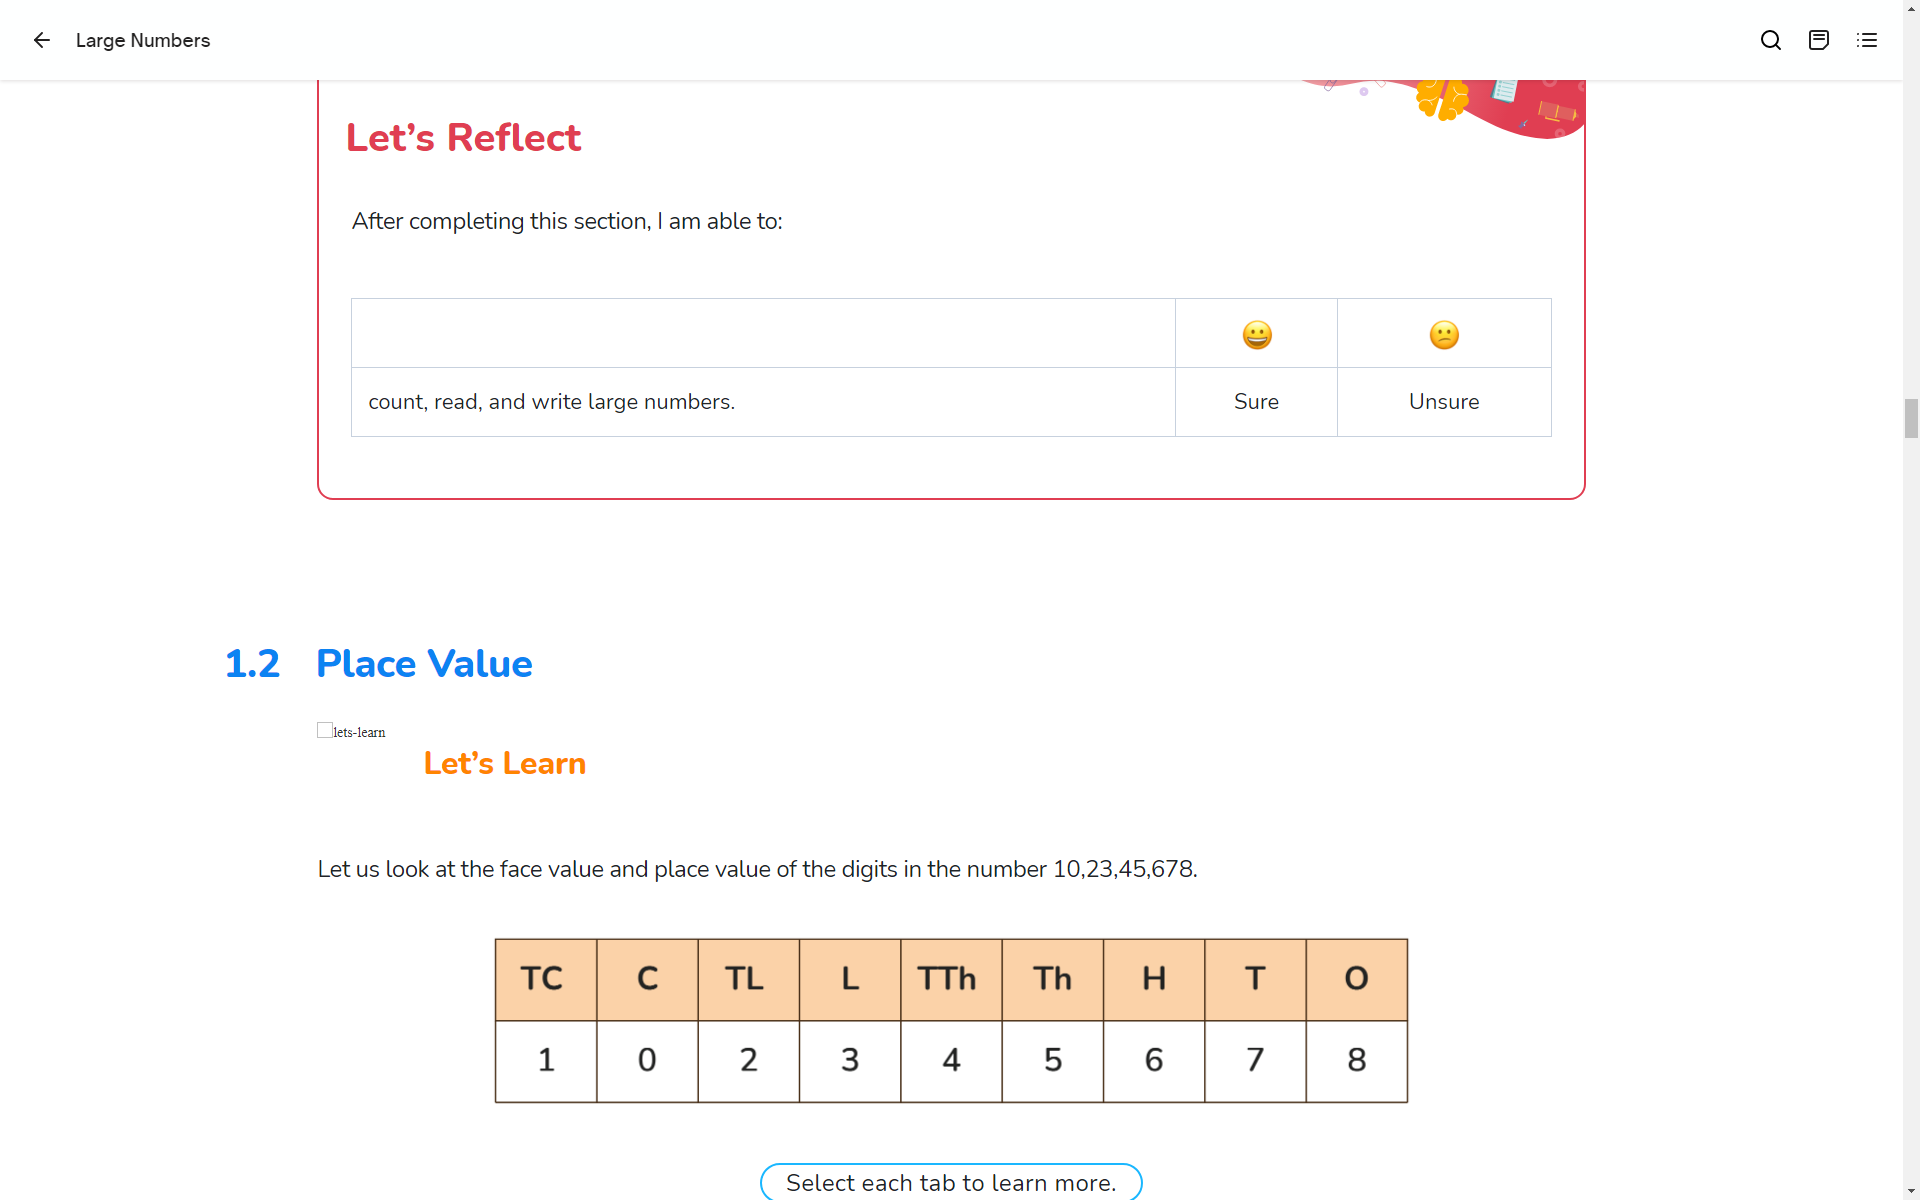 Large Numbers
Let’s Reflect
After completing this section, I am able to:
😀 😕
count, read, and write large numbers. Sure Unsure
1.2 Place Value
lets-learn
Let’s Learn
Let us look at the face value and place value of the digits in the number 10,23,45,678.
TC C TL L TTh Th H T O
1 0 2 3 4 5 6 7 8
Select each tab to learn more.